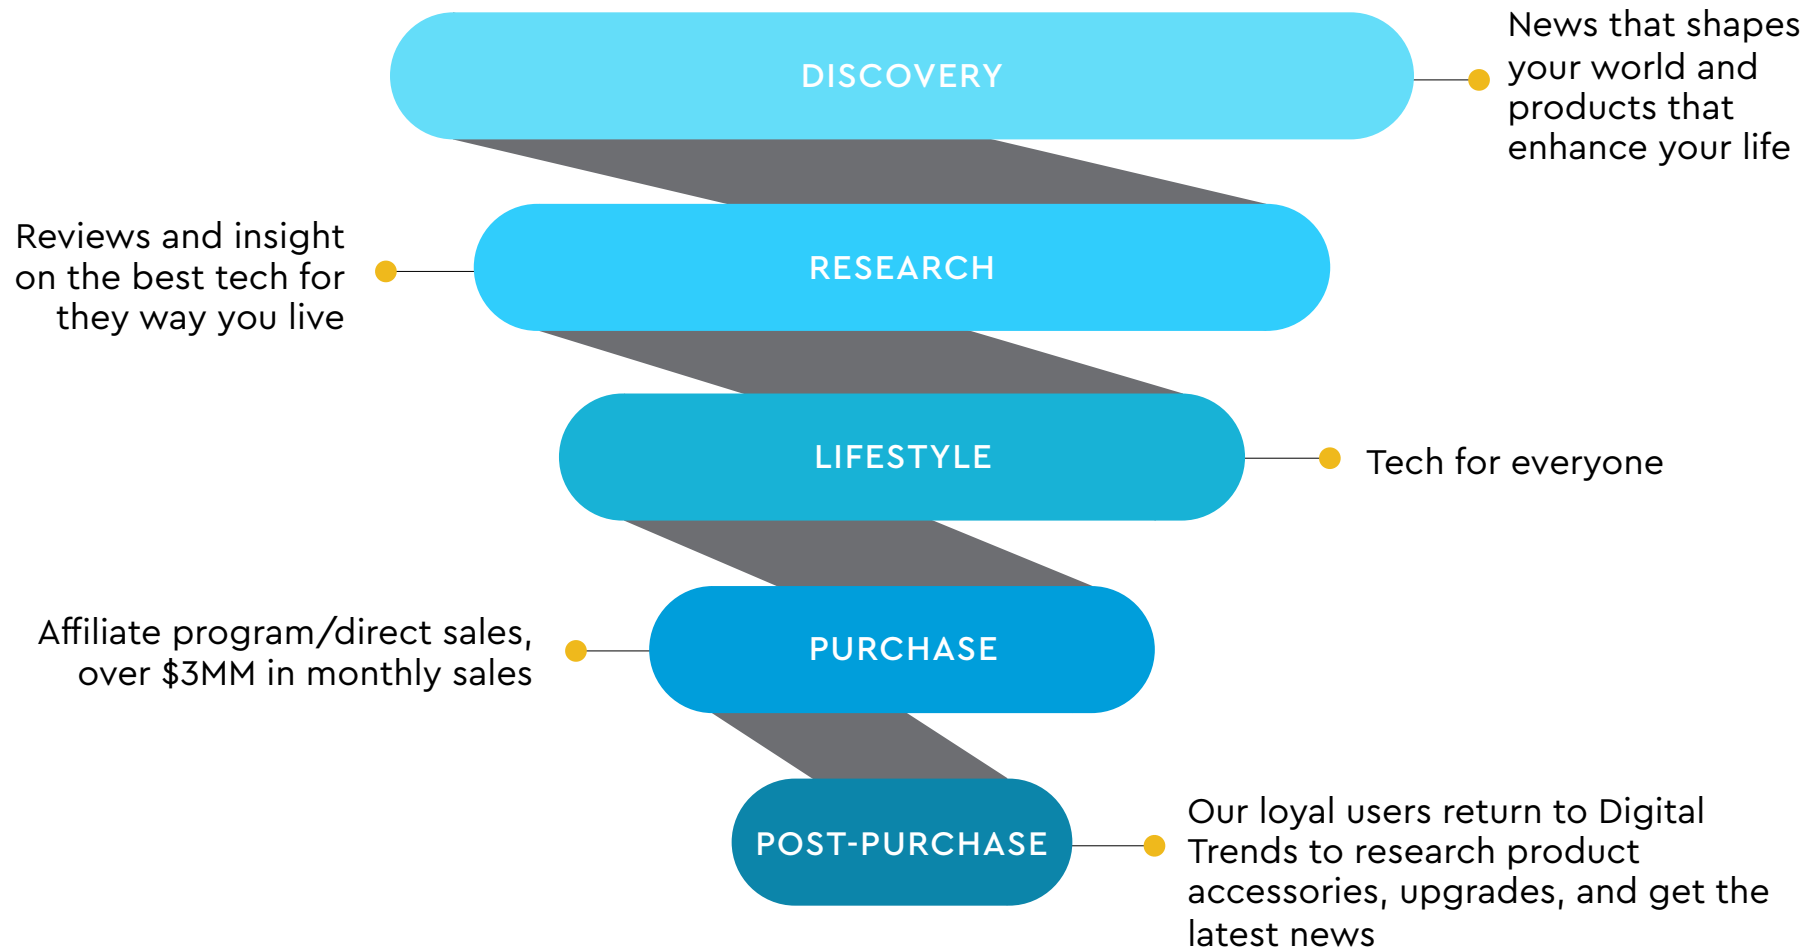 DISCOVERY
News that shapes
your world and
products that
enhance your life
Reviews and insight
on the best tech for
they way you live
RESEARCH
LIFESTYLE
Tech for everyone
Affiliate program/direct sales,
over $3MM in monthly sales
PURCHASE
POST-PURCHASE
Our loyal users return to Digital
Trends to research product
accessories, upgrades, and get the
latest news